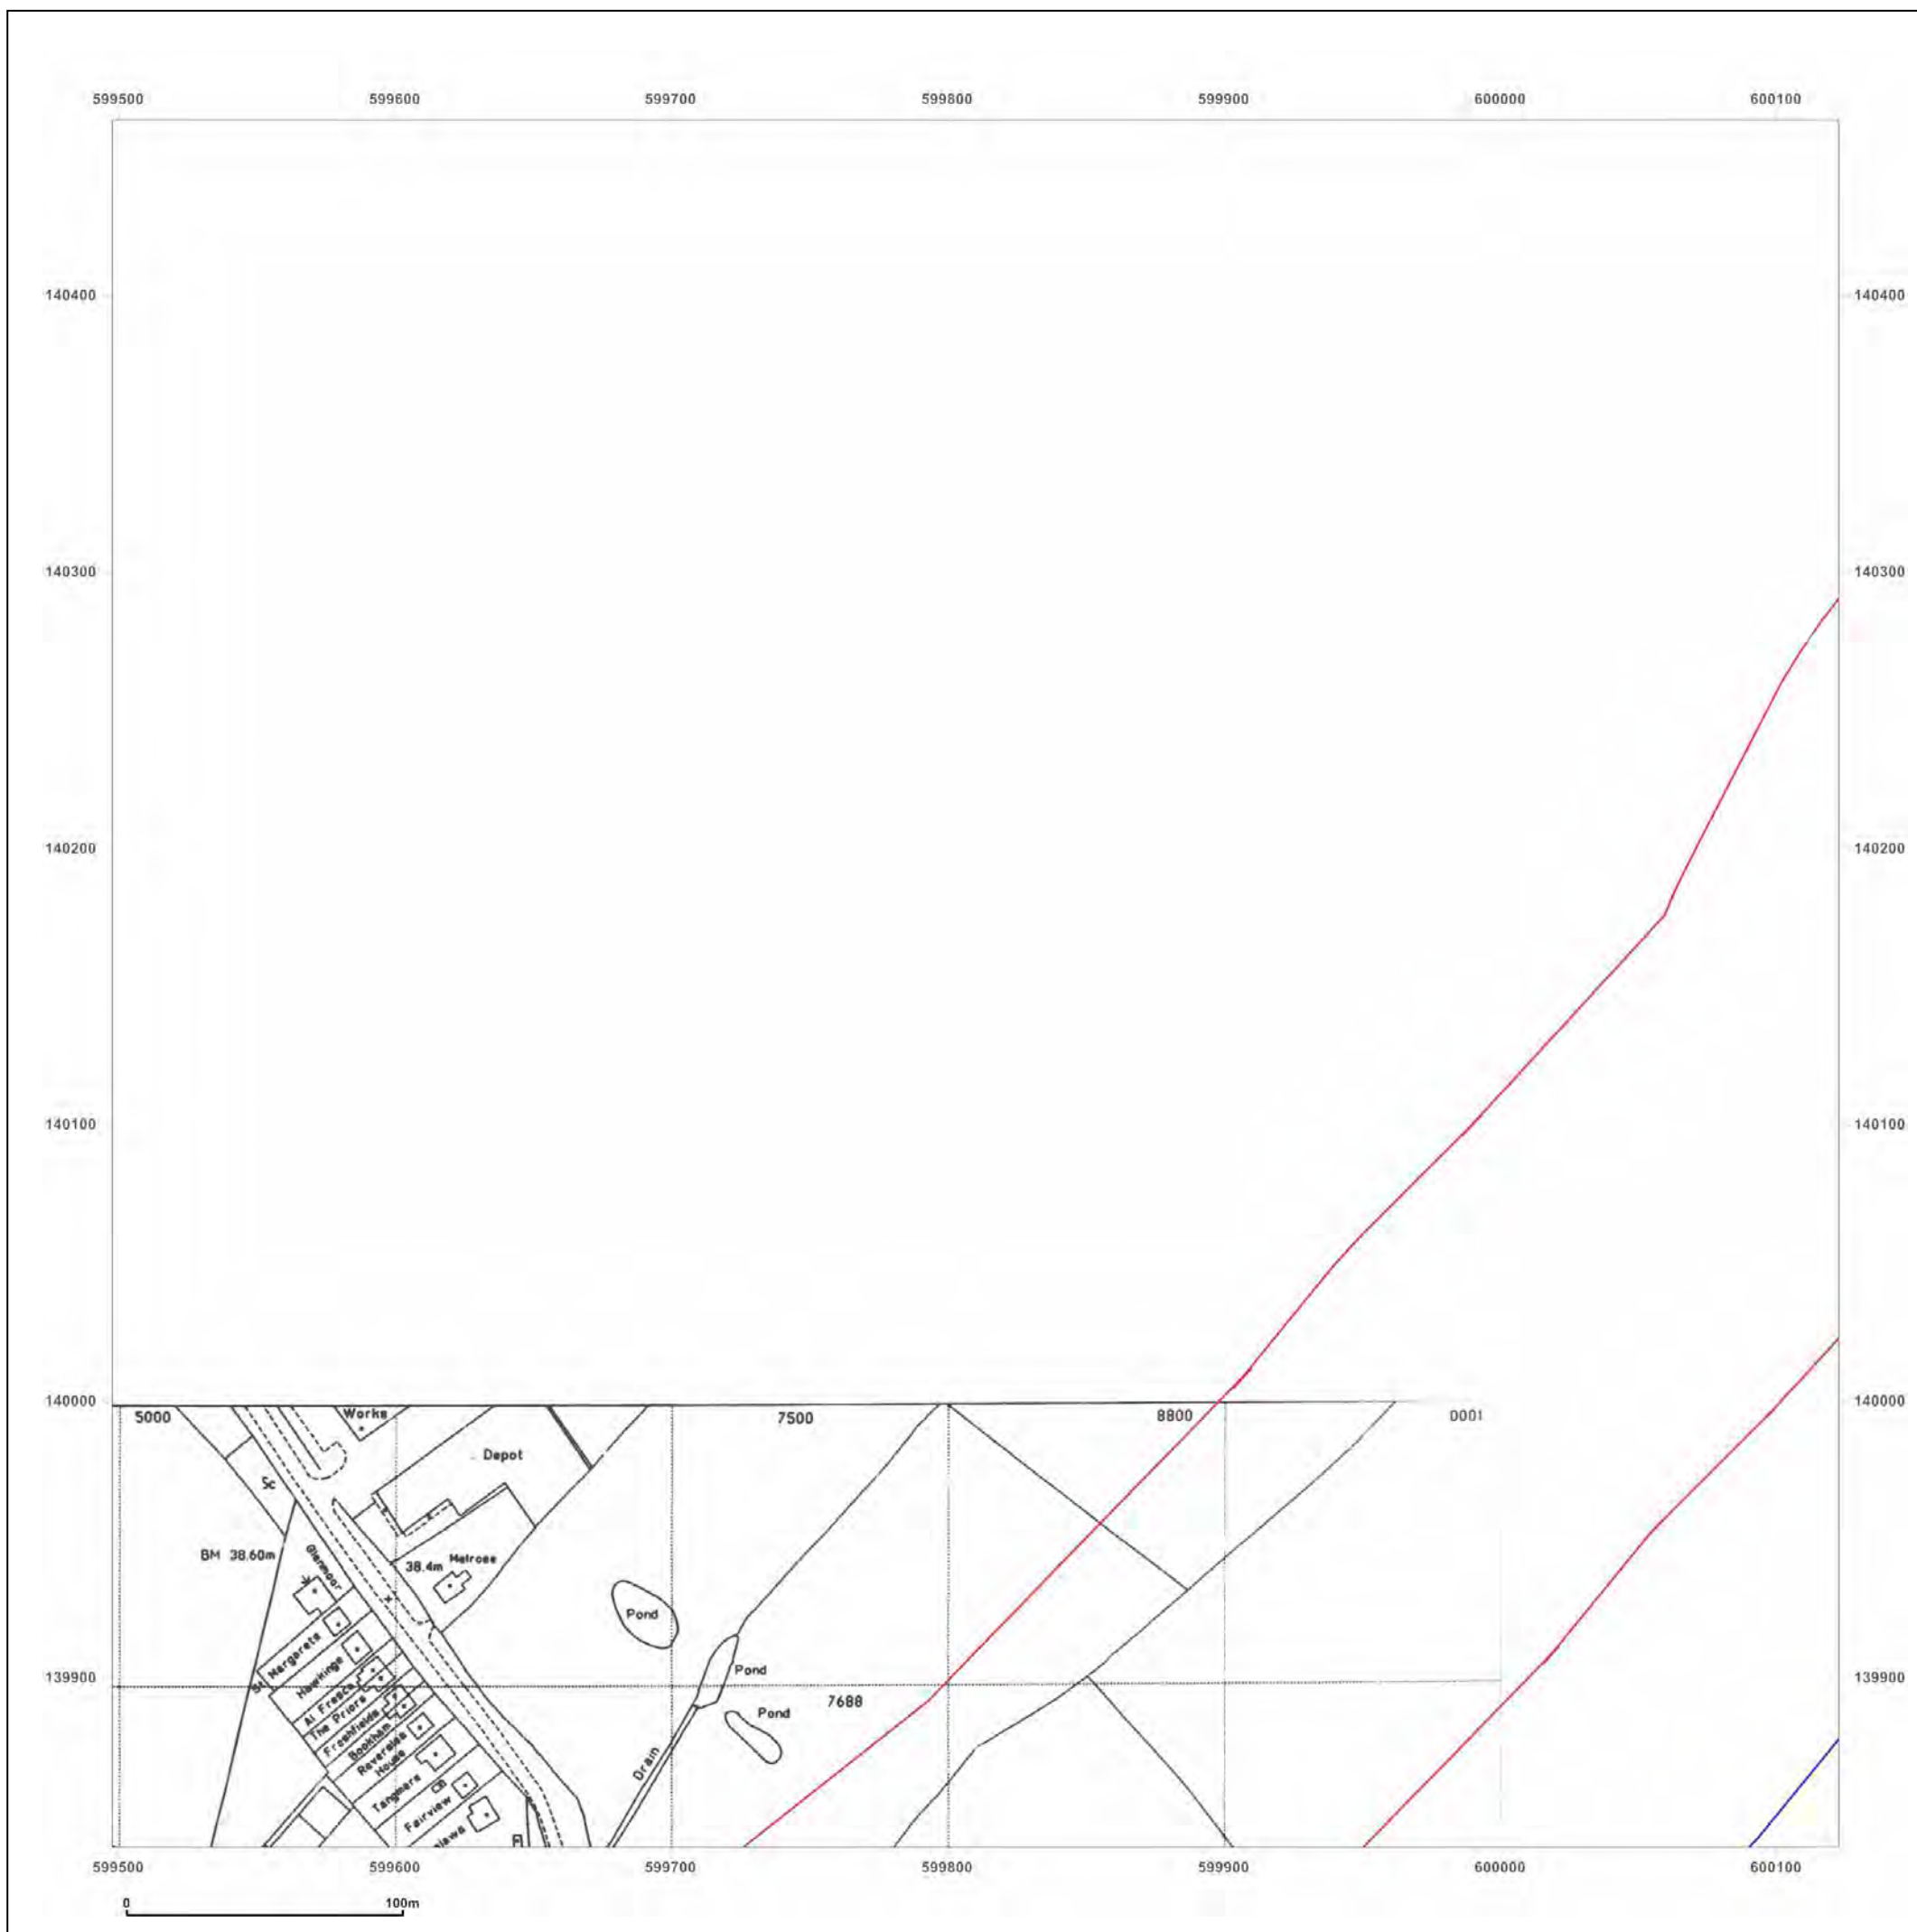 599500 599600 599700 599800 599900 600000 600100
140400 140400
140300 140300
140200 140200
140100 140100
140000 140000
5000 Works 7500 8800 0001
Depot
Sc
BM 38.60m
Glenmoor
38.4m Melrose
Pond
St Margarets
Hawkinge
Al Fresco
The Priors
Freshfields
Bookham
Raverslea
House
Tangmere
Fairview
Pond
139900 139900
7688
Pond
Drain
599500 599600 599700 599800 599900 600000 600100
0 100m